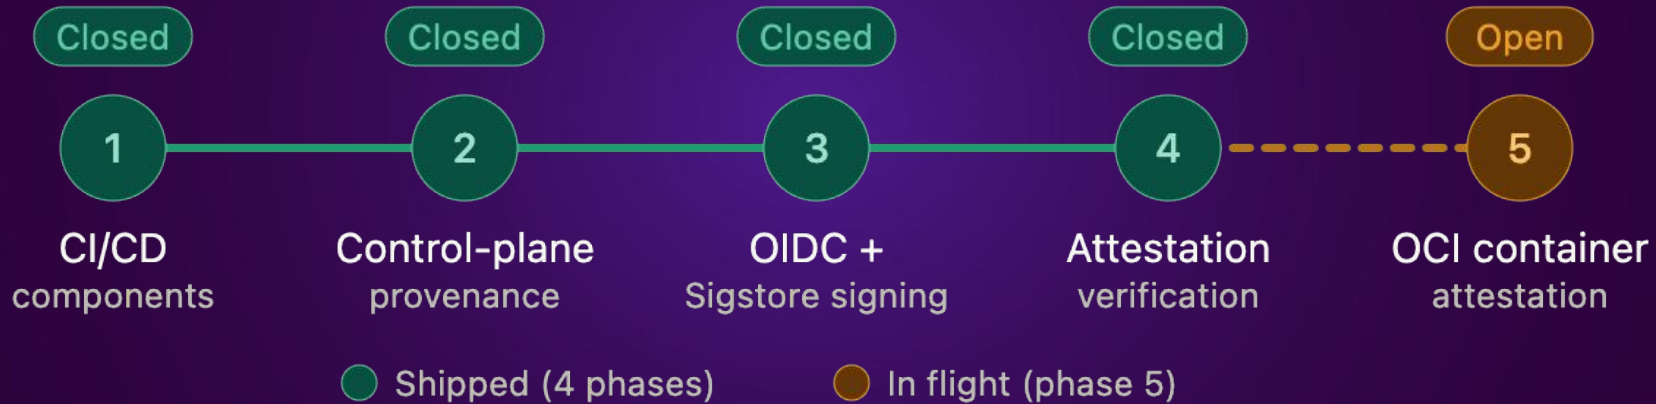 Closed
Closed
Closed
Closed
Open
1
2
3
4
5
CI/CD
components
Control-plane
provenance
OIDC +
Sigstore signing
Attestation
verification
OCI container
attestation
Shipped (4 phases)
In flight (phase 5)